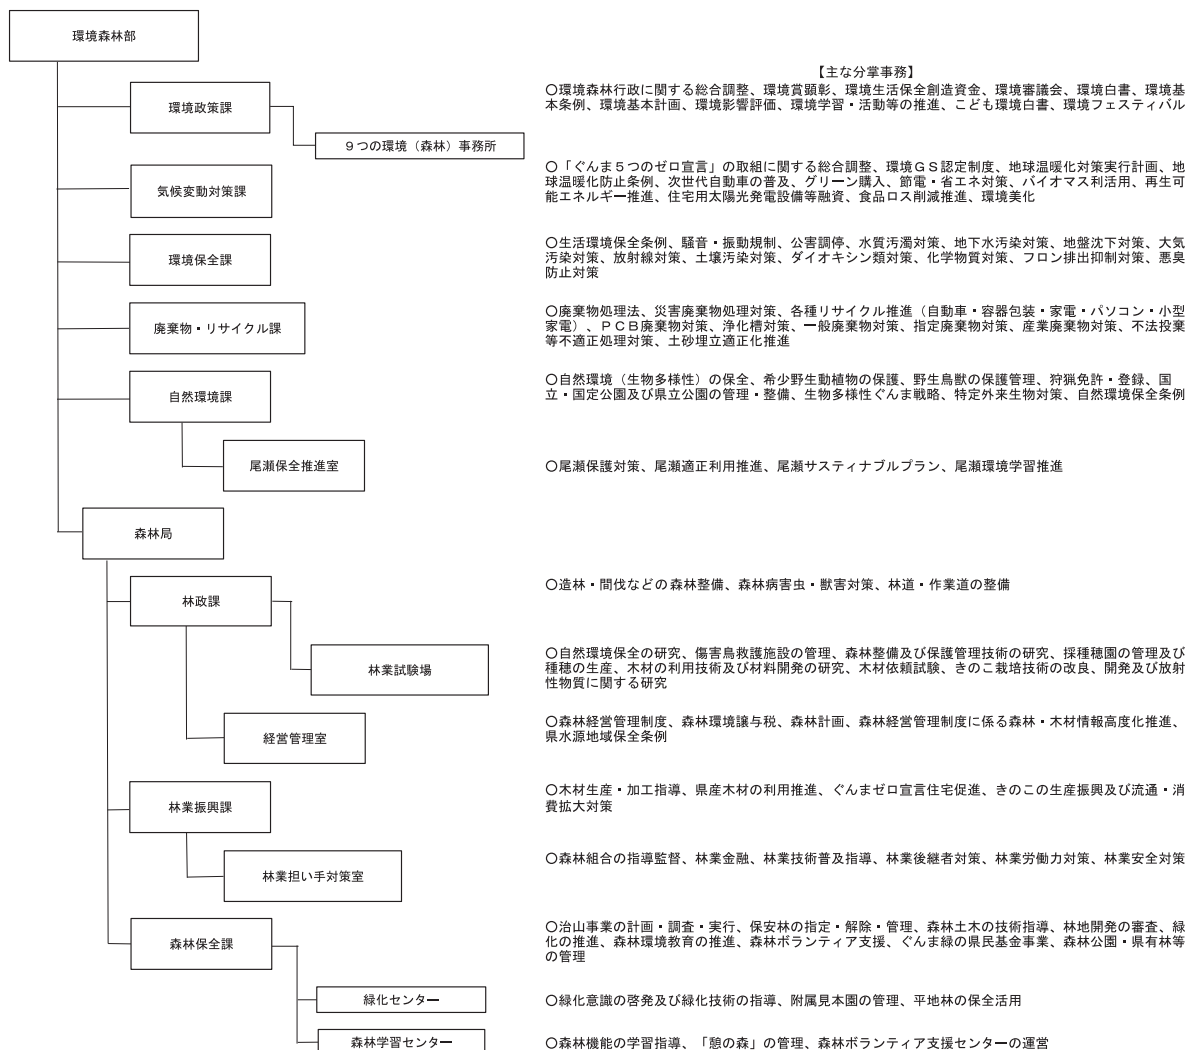 環境森林部
【主な分掌事務】
環境政策課
○環境森林行政に関する総合調整、環境賞顕彰、環境生活保全創造資金、環境審議会、環境白書、環境基
本条例、環境基本計画、環境影響評価、環境学習・活動等の推進、こども環境白書、環境フェスティバル
９つの環境（森林）事務所
気候変動対策課
○「ぐんま５つのゼロ宣言」の取組に関する総合調整、環境ＧＳ認定制度、地球温暖化対策実行計画、地
球温暖化防止条例、次世代自動車の普及、グリーン購入、節電・省エネ対策、バイオマス利活用、再生可
能エネルギー推進、住宅用太陽光発電設備等融資、食品ロス削減推進、環境美化
環境保全課
○生活環境保全条例、騒音・振動規制、公害調停、水質汚濁対策、地下水汚染対策、地盤沈下対策、大気
汚染対策、放射線対策、土壌汚染対策、ダイオキシン類対策、化学物質対策、フロン排出抑制対策、悪臭
防止対策
廃棄物・リサイクル課
○廃棄物処理法、災害廃棄物処理対策、各種リサイクル推進（自動車・容器包装・家電・パソコン・小型
家電）、ＰＣＢ廃棄物対策、浄化槽対策、一般廃棄物対策、指定廃棄物対策、産業廃棄物対策、不法投棄
等不適正処理対策、土砂埋立適正化推進
自然環境課
○自然環境（生物多様性）の保全、希少野生動植物の保護、野生鳥獣の保護管理、狩猟免許・登録、国
立・国定公園及び県立公園の管理・整備、生物多様性ぐんま戦略、特定外来生物対策、自然環境保全条例
尾瀬保全推進室
○尾瀬保護対策、尾瀬適正利用推進、尾瀬サスティナブルプラン、尾瀬環境学習推進
森林局
林政課
○造林・間伐などの森林整備、森林病害虫・獣害対策、林道・作業道の整備
林業試験場
○自然環境保全の研究、傷害鳥救護施設の管理、森林整備及び保護管理技術の研究、採種穂園の管理及び
種穂の生産、木材の利用技術及び材料開発の研究、木材依頼試験、きのこ栽培技術の改良、開発及び放射
性物質に関する研究
経営管理室
○森林経営管理制度、森林環境譲与税、森林計画、森林経営管理制度に係る森林・木材情報高度化推進、
県水源地域保全条例
林業振興課
○木材生産・加工指導、県産木材の利用推進、ぐんまゼロ宣言住宅促進、きのこの生産振興及び流通・消
費拡大対策
林業担い手対策室
○森林組合の指導監督、林業金融、林業技術普及指導、林業後継者対策、林業労働力対策、林業安全対策
森林保全課
○治山事業の計画・調査・実行、保安林の指定・解除・管理、森林土木の技術指導、林地開発の審査、緑
化の推進、森林環境教育の推進、森林ボランティア支援、ぐんま緑の県民基金事業、森林公園・県有林等
の管理
緑化センター
○緑化意識の啓発及び緑化技術の指導、附属見本園の管理、平地林の保全活用
森林学習センター
○森林機能の学習指導、「憩の森」の管理、森林ボランティア支援センターの運営